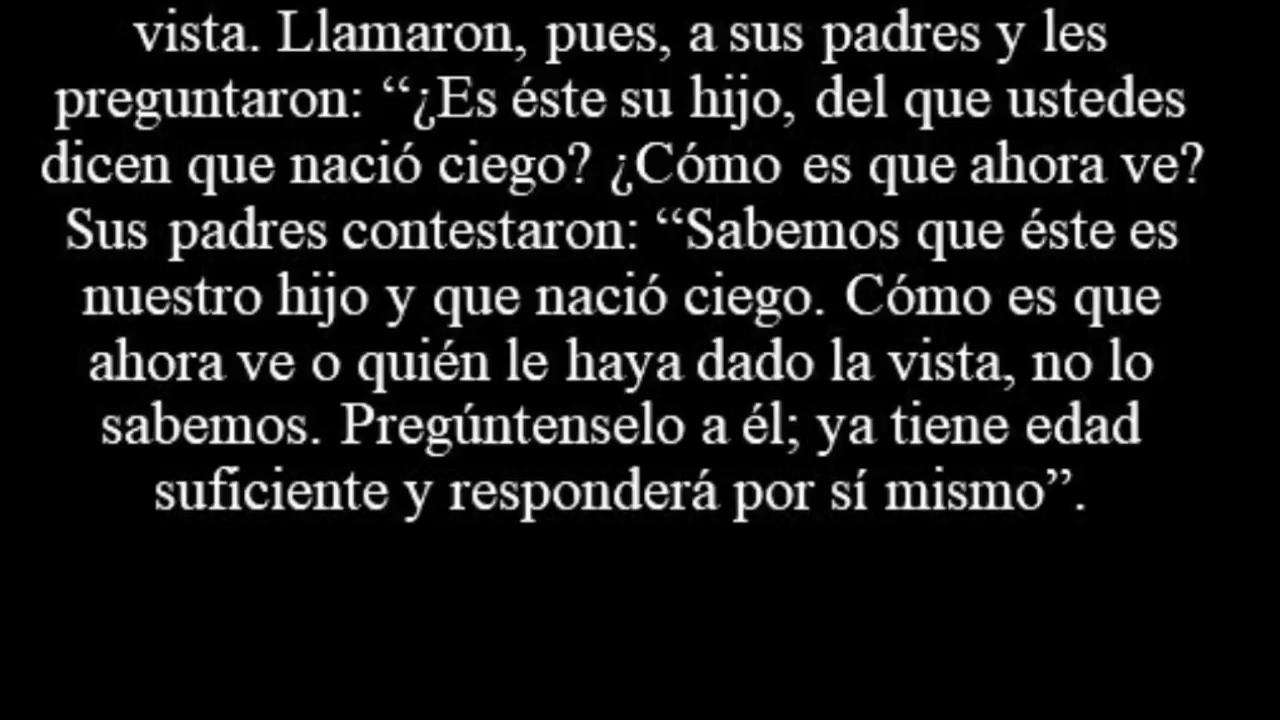 vista. Llamaron, pues, a sus padres y les
preguntaron: “¿Es éste su hijo, del que ustedes
dicen que nació ciego? ¿Cómo es que ahora ve?
Sus padres contestaron: “Sabemos que éste es
nuestro hijo y que nació ciego. Cómo es que
ahora ve o quién le haya dado la vista, no lo
sabemos. Pregúntenselo a él; ya tiene edad
suficiente y responderá por sí mismo”.